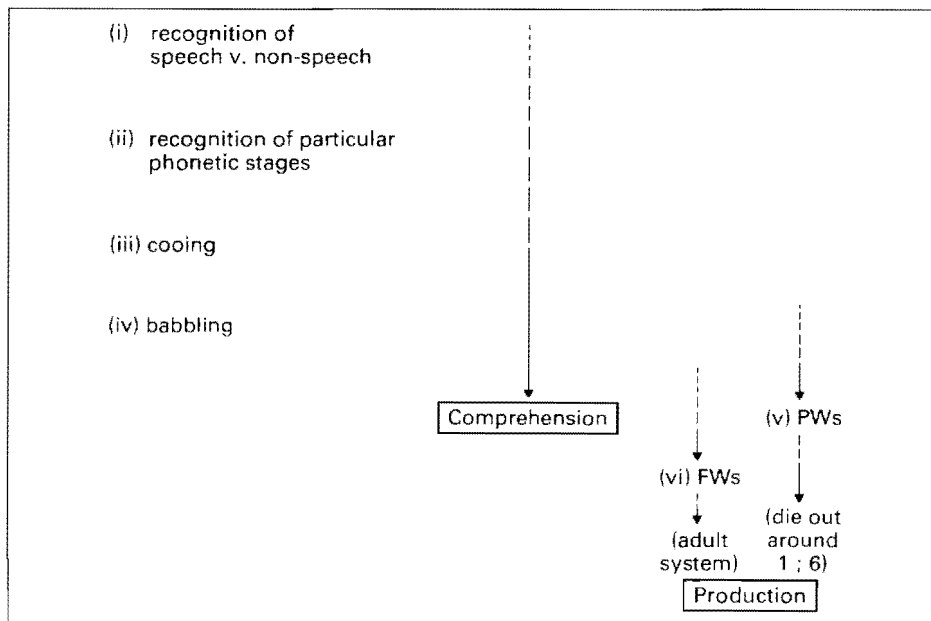 (i) recognition of
speech v. non-speech
(ii) recognition of particular
phonetic stages
(iii) cooing
(iv) babbling
Comprehension
(v) PWs
(vi) FWs
(die out
around
1 ; 6)
(adult
system)
Production